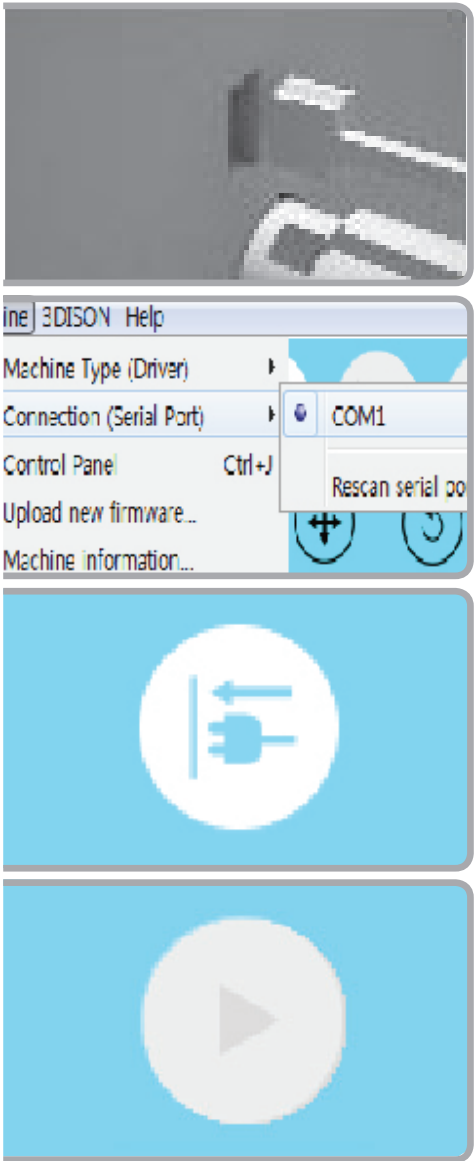 ine 3DISON Help
Machine Type (Driver)
Connection (Serial Port)
COM1
Control Panel Ctrl+J
Rescan serial po
Upload new firmware...
Machine information...